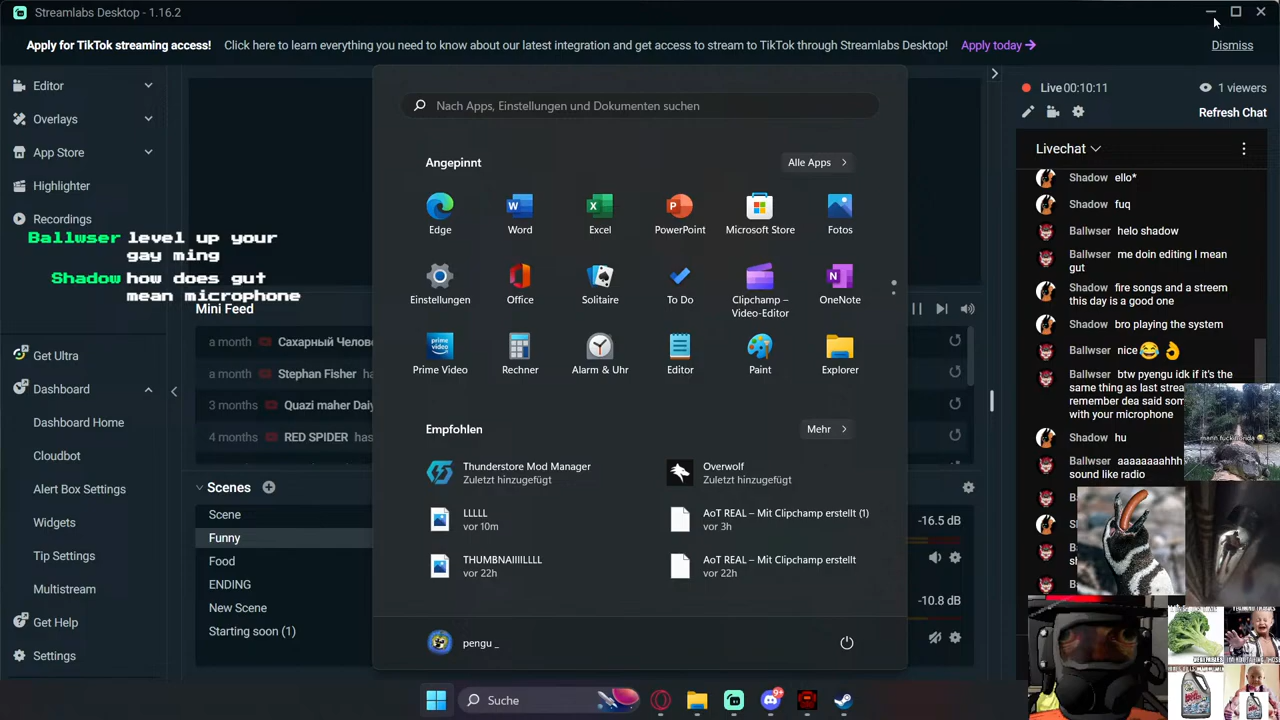 Streamlabs Desktop - 1.16.2
Apply for TikTok streaming access! Click here to learn everything you need to know about our latest integration and get access to stream to TikTok through Streamlabs Desktop! Apply today
Dismiss
Editor
Overlays
App Store
Highlighter
Recordings
Ballwser level up your
gay ming
Shadow how does gut
mean microphone
Mini Feed
a month Сахарный Челов
a month Stephan Fisher
3 months Quazi maher Daiy
4 months RED SPIDER has
Get Ultra
Dashboard
Dashboard Home
Cloudbot
Alert Box Settings
Widgets
Tip Settings
Multistream
Get Help
Settings
Scenes
Scene
Funny
Food
ENDING
New Scene
Starting soon (1)
Nach Apps, Einstellungen und Dokumenten suchen
Angepinnt
Alle Apps
Edge
Word
Excel
PowerPoint
Microsoft Store
Fotos
Einstellungen
Office
Solitaire
To Do
Clipchamp –
Video-Editor
OneNote
prime
video
Prime Video
Rechner
Alarm & Uhr
Editor
Paint
Explorer
Empfohlen
Mehr
Thunderstore Mod Manager
Zuletzt hinzugefügt
Overwolf
Zuletzt hinzugefügt
LLLLL
vor 10m
AoT REAL – Mit Clipchamp erstellt (1)
vor 3h
THUMBNAIIIILLLL
vor 22h
AoT REAL – Mit Clipchamp erstellt
vor 22h
pengu _
-16.5 dB
-10.8 dB
Live 00:10:11
1 viewers
Refresh Chat
Livechat
Shadow ello*
Shadow fuq
Ballwser helo shadow
Ballwser me doin editing I mean
gut
Shadow fire songs and a streem
this day is a good one
Shadow bro playing the system
Ballwser nice😂👌
Ballwser btw pyengu idk if it's the
same thing as last strea
remember dea said som
with your microphone
Shadow hu
Ballwser aaaaaaaahhh
sound like radio
Suche